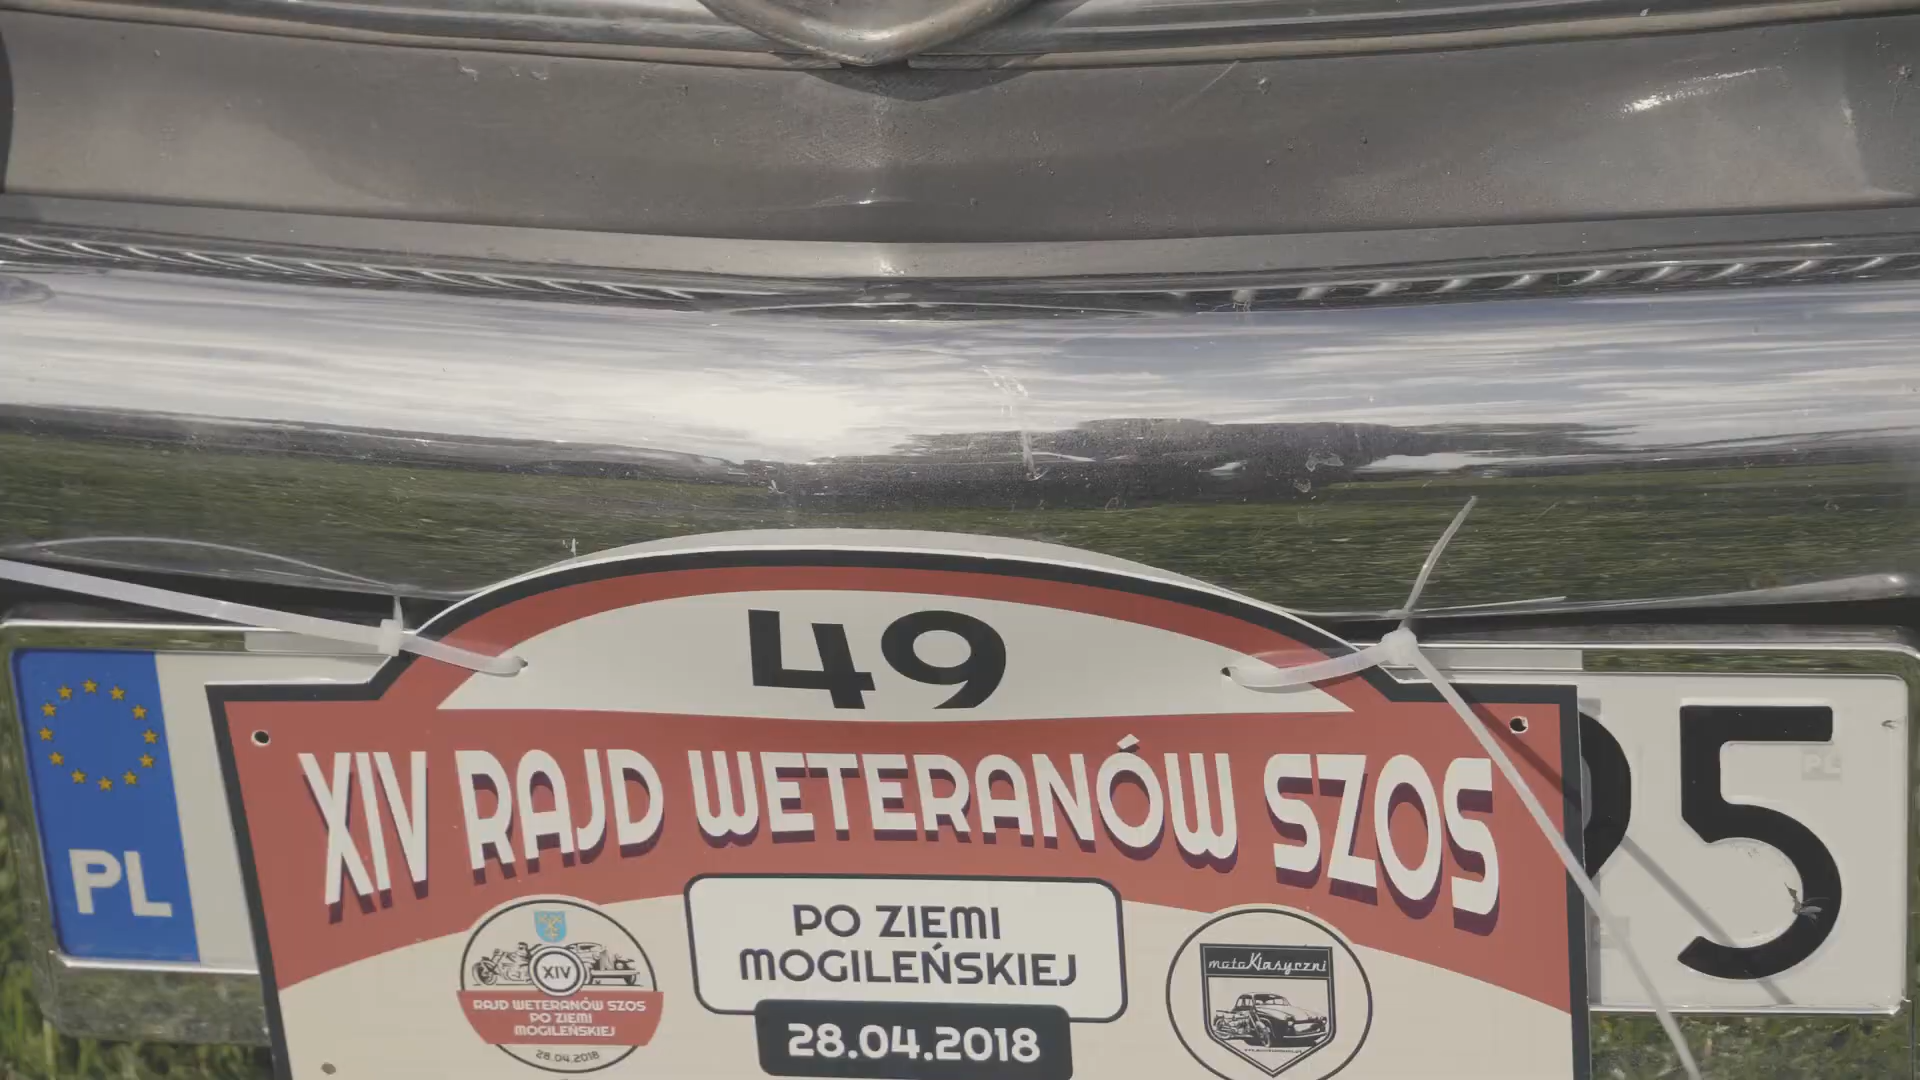 49
XIV RAJD WETERANÓW SZOS
PL
5
PO ZIEMI
MOGILEŃSKIEJ
28.04.2018
XIV
RAJD WETERANÓW SZOS
PO ZIEMI
MOGILEŃSKIEJ
28.04.2018
motoKlasyczni